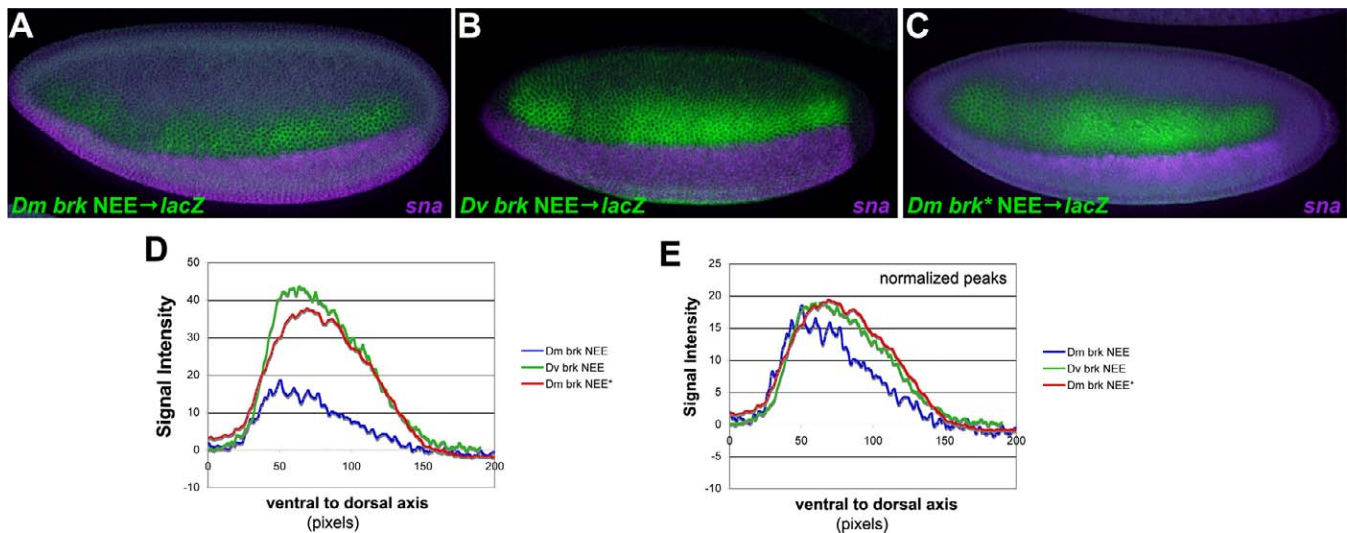 A
Dm brk NEE→lacZ
sna
B
Dv brk NEE→lacZ
sna
C
Dm brk* NEE→lacZ
sna
D
Signal Intensity
50
40
30
20
10
0
-10
0
50
100
150
200
ventral to dorsal axis
(pixels)
Dm brk NEE
Dv brk NEE
Dm brk NEE*
E
normalized peaks
Signal Intensity
25
20
15
10
5
0
-5
-10
0
50
100
150
200
ventral to dorsal axis
(pixels)
Dm brk NEE
Dv brk NEE
Dm brk NEE*